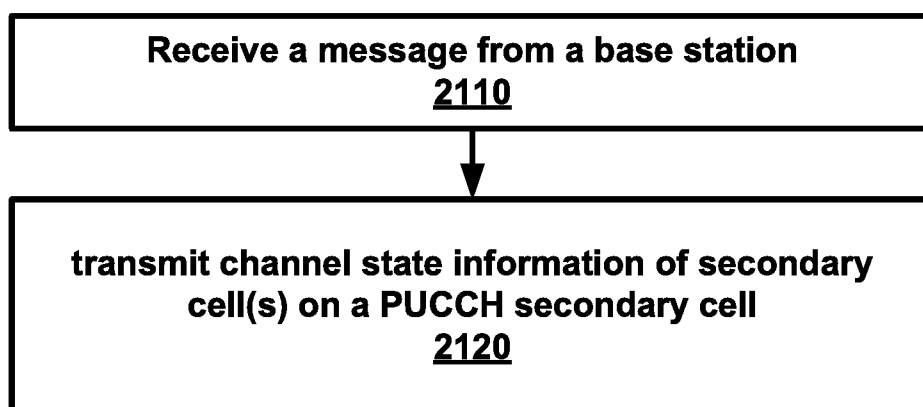 Receive a message from a base station
2110
transmit channel state information of secondary
cell(s) on a PUCCH secondary cell
2120